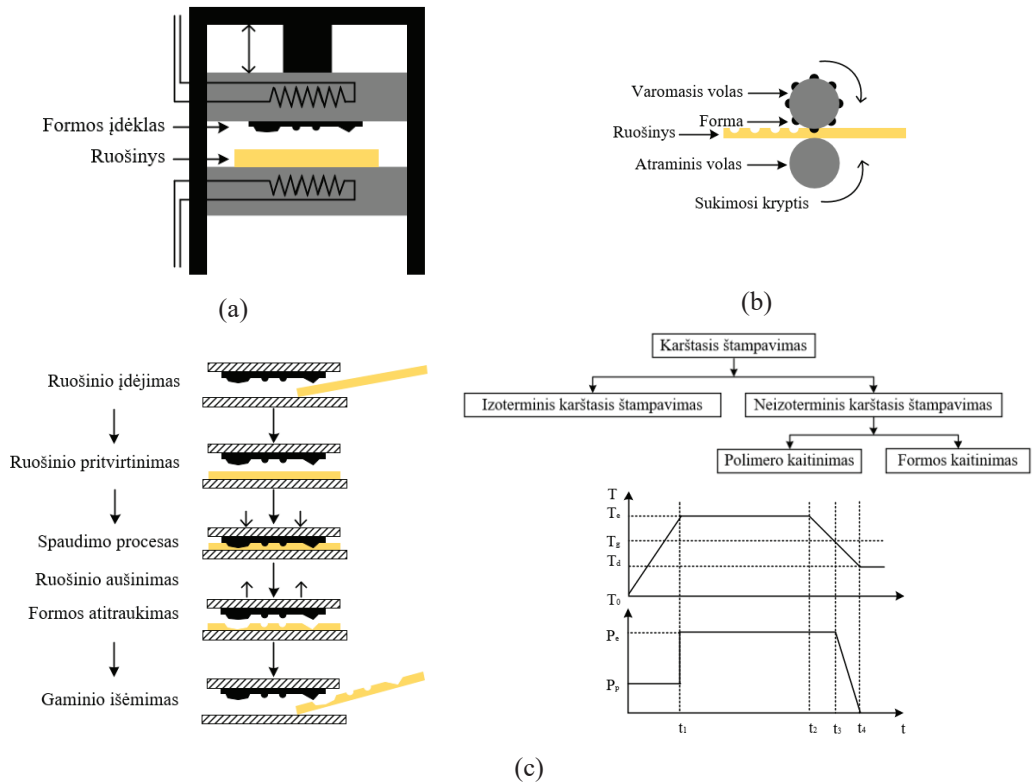 Formos įdėklas
Ruošinys
(a)
Varomasis volas
Forma
Ruošinys
Atraminis volas
Sukimosi kryptis
(b)
Ruošinio įdėjimas
Ruošinio pritvirtinimas
Spaudimo procesas
Ruošinio aušinimas
Formos atitraukimas
Gaminio išėmimas
Karštasis štampavimas
Izoterminis karštasis štampavimas
Neizoterminis karštasis štampavimas
Polimero kaitinimas
Formos kaitinimas
T
Tₑ
T_g
T_d
T₀
Pₑ
Pₚ
t₁
t₂
t₃
t₄
t
(c)